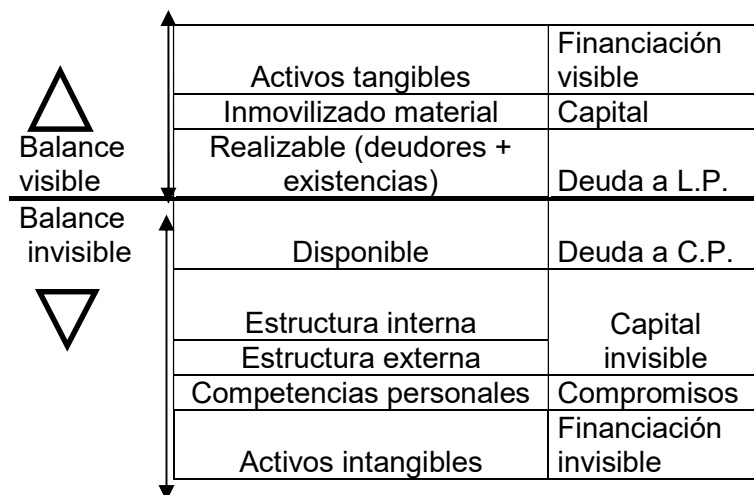 Activos tangibles
Financiación
visible
Inmovilizado material
Capital
Balance
visible
Realizable (deudores +
existencias)
Deuda a L.P.
Balance
invisible
Disponible
Deuda a C.P.
Estructura interna
Estructura externa
Capital
invisible
Competencias personales
Compromisos
Activos intangibles
Financiación
invisible